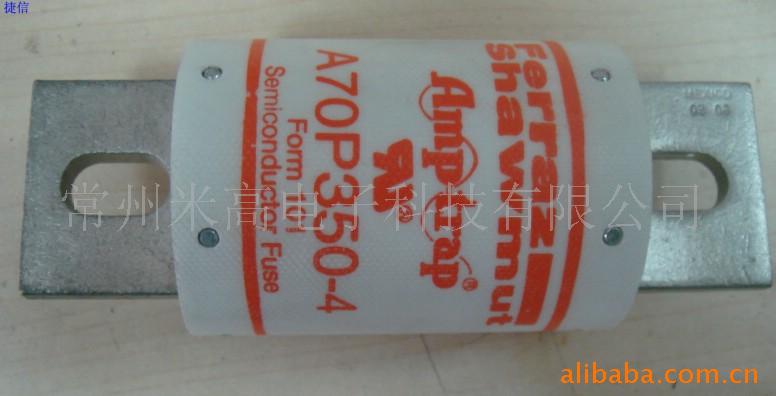 捷信
Ferraz
Shawmut
Amp-trap®
A70P350-4
Form 101
Semiconductor Fuse
MEXICO
常州米高电子科技有限公司
alibaba.com.cn